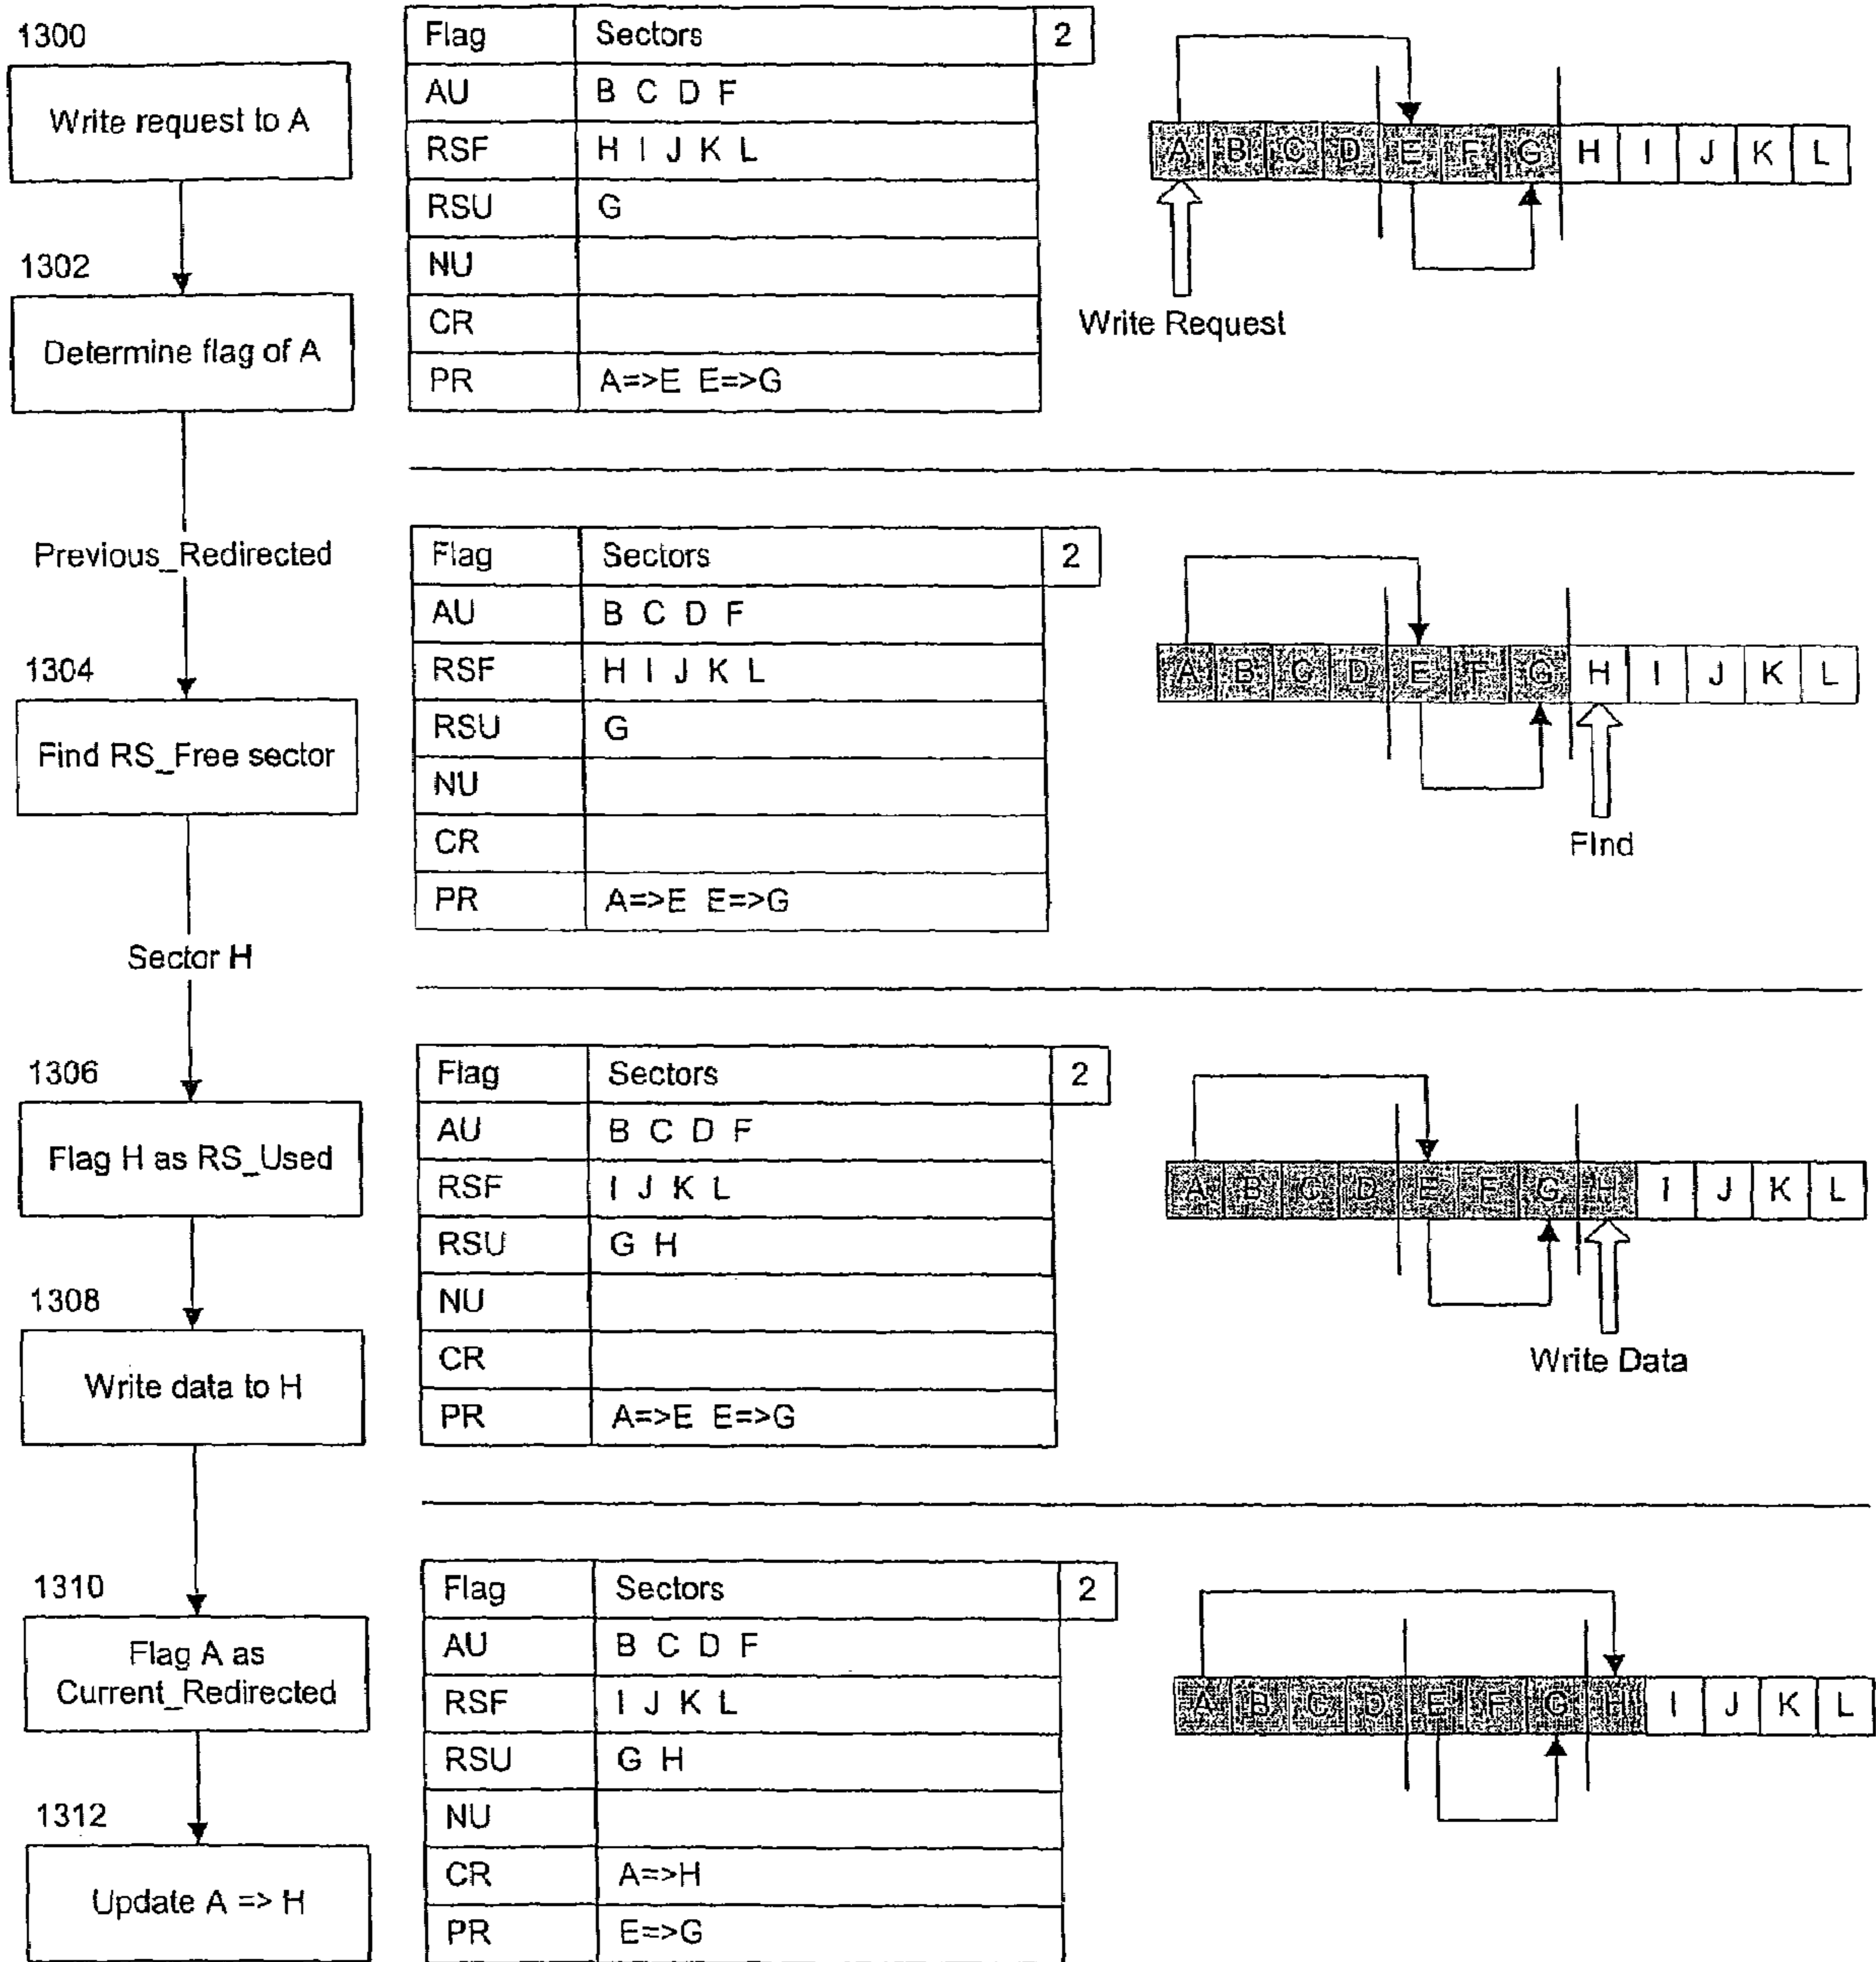 1300
Write request to A
1302
Determine flag of A
Flag Sectors 2
AU B C D F
RSF H I J K L
RSU G
NU
CR
PR A=>E E=>G
A B C D E F G H I J K L
Write Request
Previous_Redirected
1304
Find RS_Free sector
Flag Sectors 2
AU B C D F
RSF H I J K L
RSU G
NU
CR
PR A=>E E=>G
A B C D E F G H I J K L
FInd
Sector H
1306
Flag H as RS_Used
1308
Write data to H
Flag Sectors 2
AU B C D F
RSF I J K L
RSU G H
NU
CR
PR A=>E E=>G
A B C D E F G H I J K L
Write Data
1310
Flag A as
Current_Redirected
1312
Update A => H
Flag Sectors 2
AU B C D F
RSF I J K L
RSU G H
NU
CR A=>H
PR E=>G
A B C D E F G H I J K L